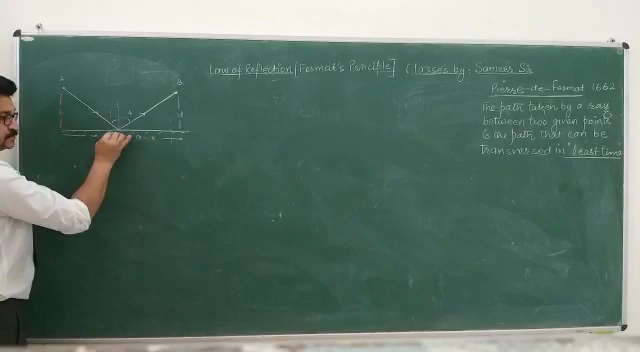 Law of Reflection [Fermat's Principle] Classes by: Sameer Sir
Pierre-de-Fermat 1662
The path taken by a ray
between two given points
is the path that can be
transversed in "least time"
A
B
i
r